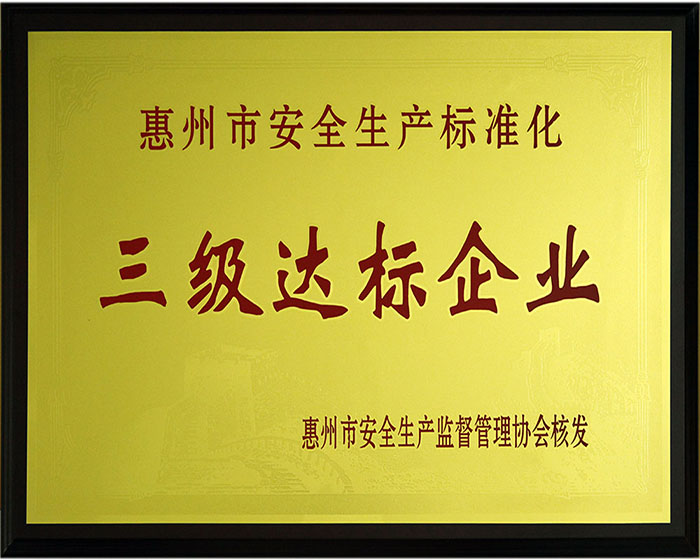 惠州市安全生产标准化
三级达标企业
惠州市安全生产监督管理协会核发